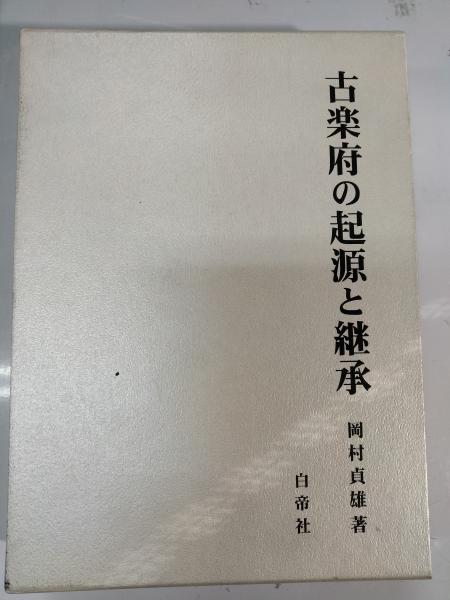 古楽府の起源と継承
岡村貞雄著
白帝社